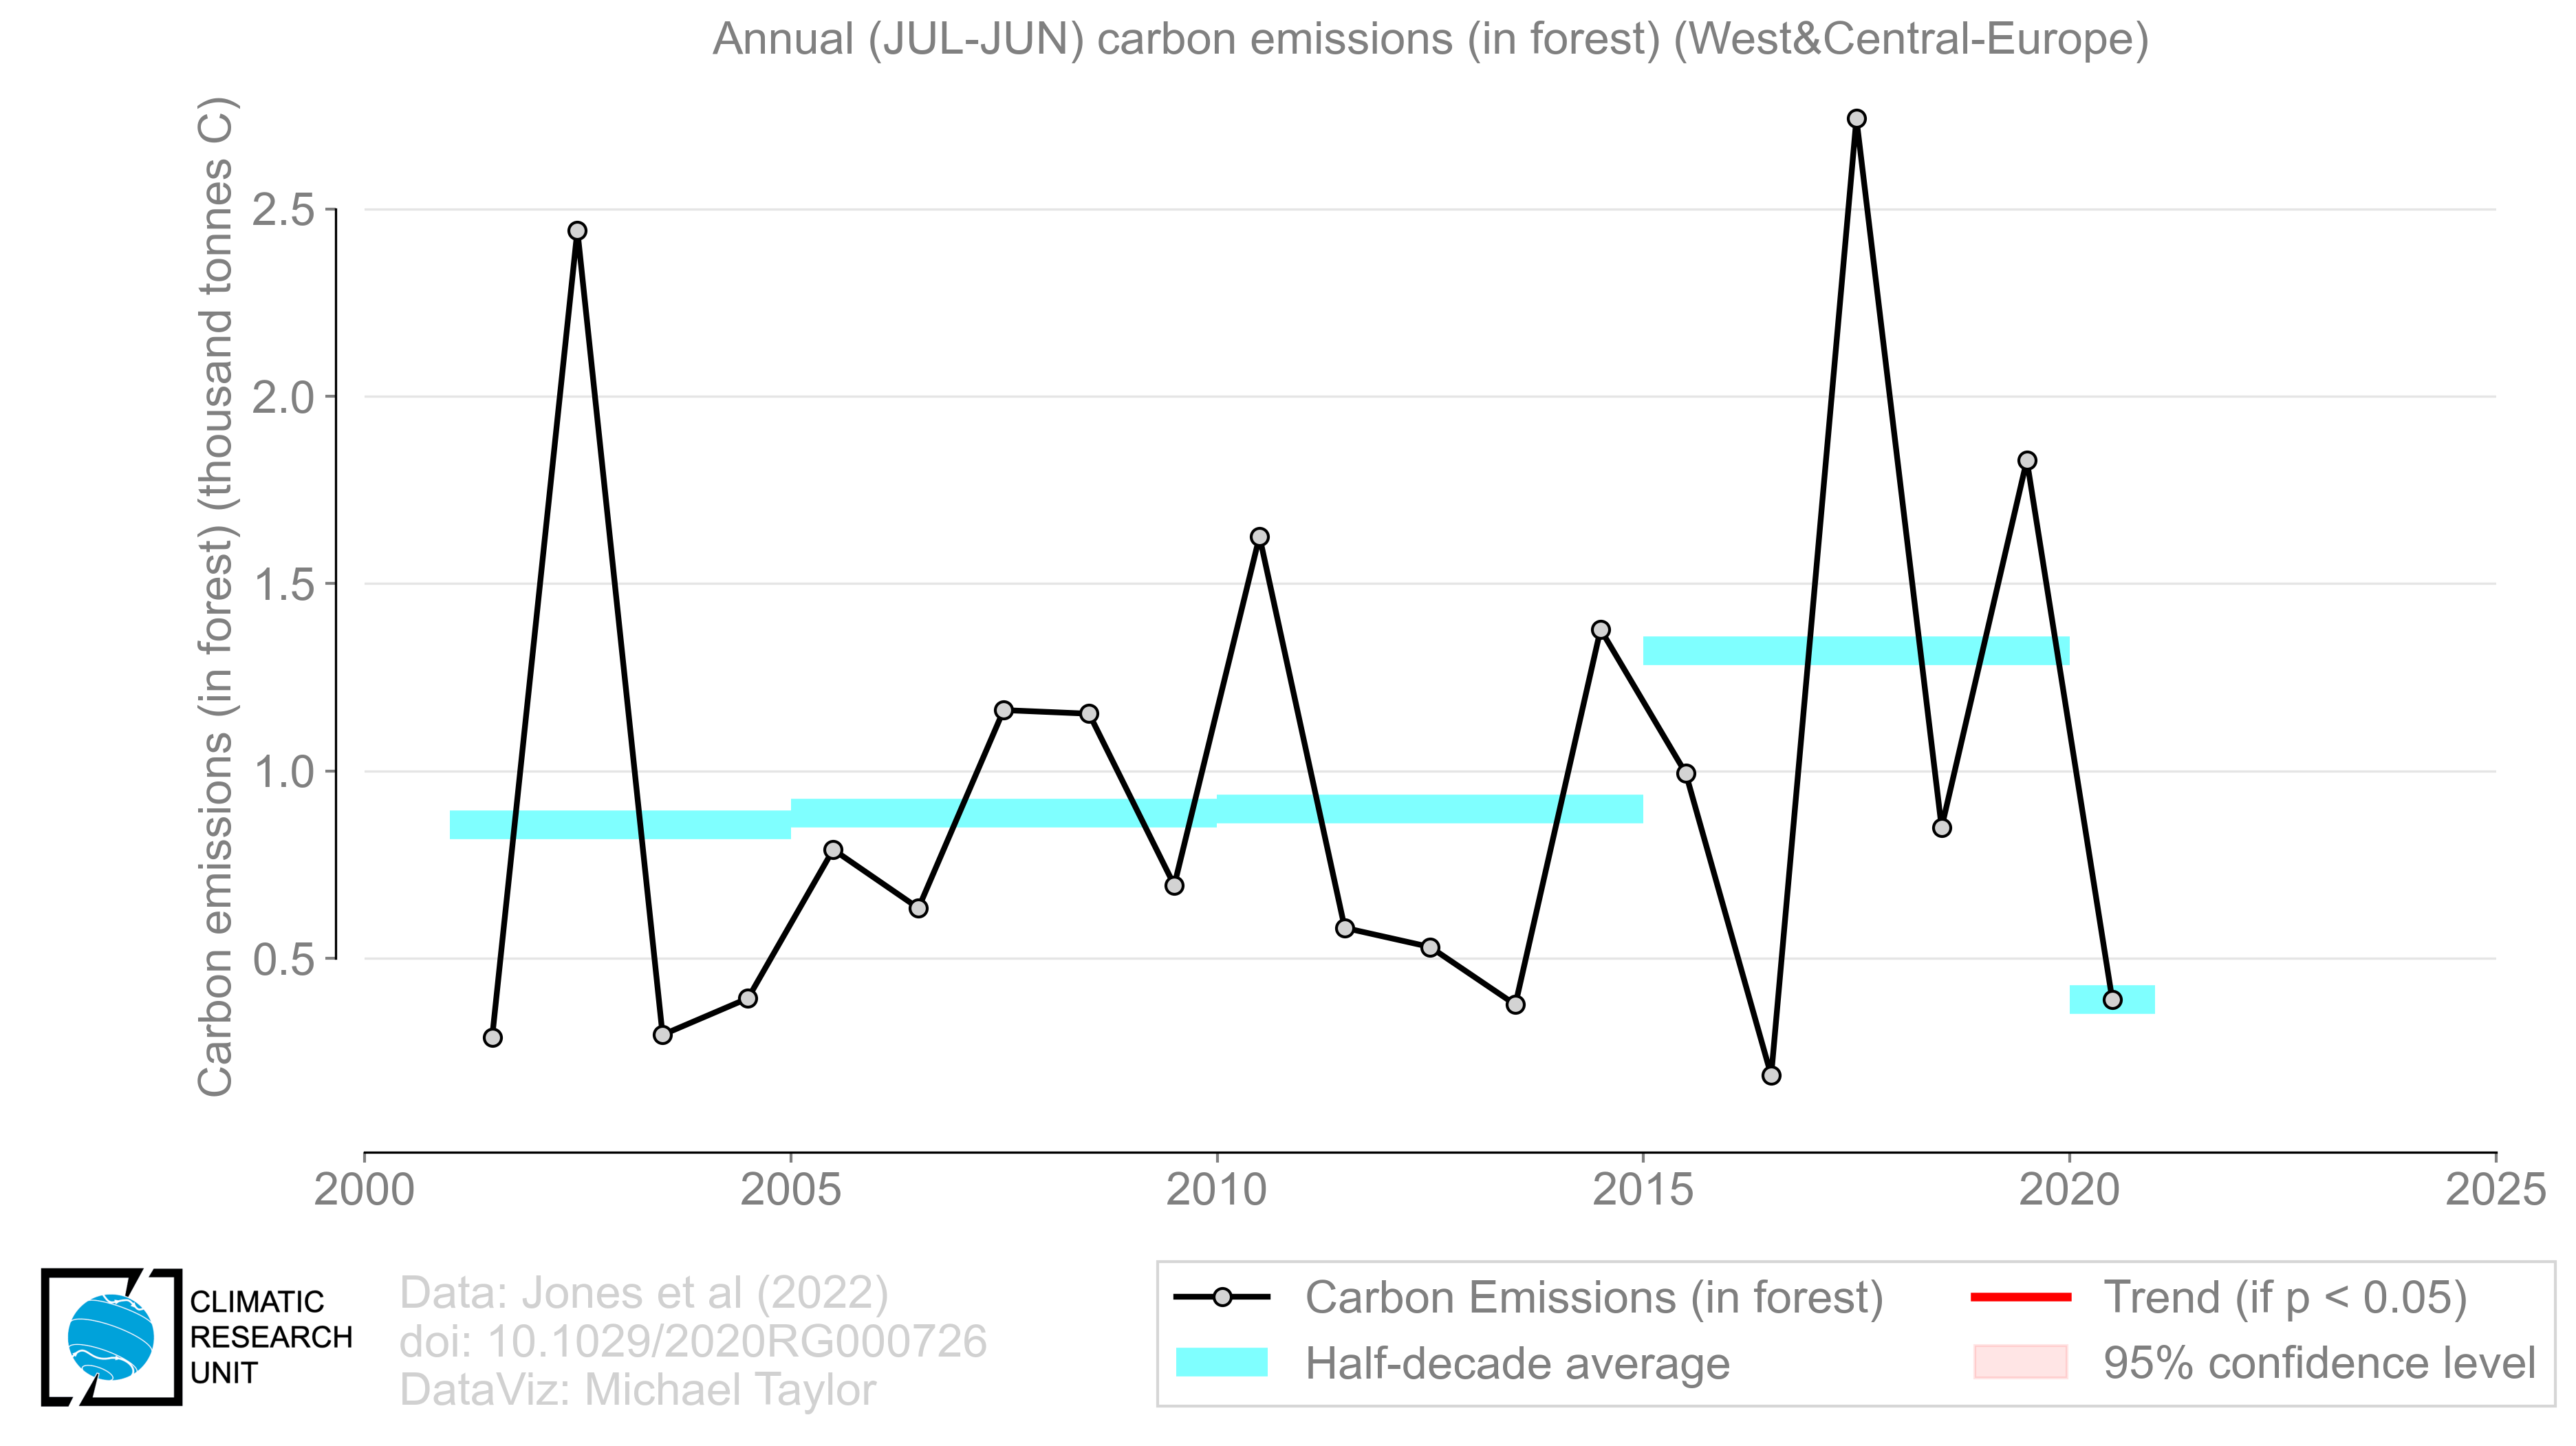 Annual (JUL-JUN) carbon emissions (in forest) (West&Central-Europe)
Carbon emissions (in forest) (thousand tonnes C)
2.5
2.0
1.5
1.0
0.5
2000 2005 2010 2015 2020 2025
CLIMATIC
RESEARCH
UNIT
Data: Jones et al (2022)
doi: 10.1029/2020RG000726
DataViz: Michael Taylor
Carbon Emissions (in forest)
Half-decade average
Trend (if p < 0.05)
95% confidence level